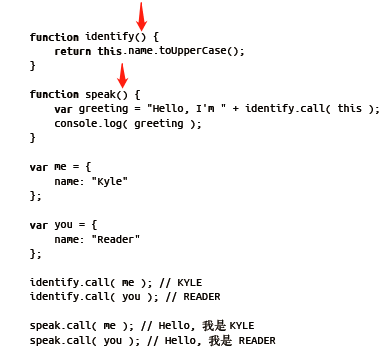 function identify() {
return this.name.toUpperCase();
}
function speak() {
var greeting = "Hello, I'm " + identify.call( this );
console.log( greeting );
}
var me = {
name: "Kyle"
};
var you = {
name: "Reader"
};
identify.call( me ); // KYLE
identify.call( you ); // READER
speak.call( me ); // Hello, 我是 KYLE
speak.call( you ); // Hello, 我是 READER